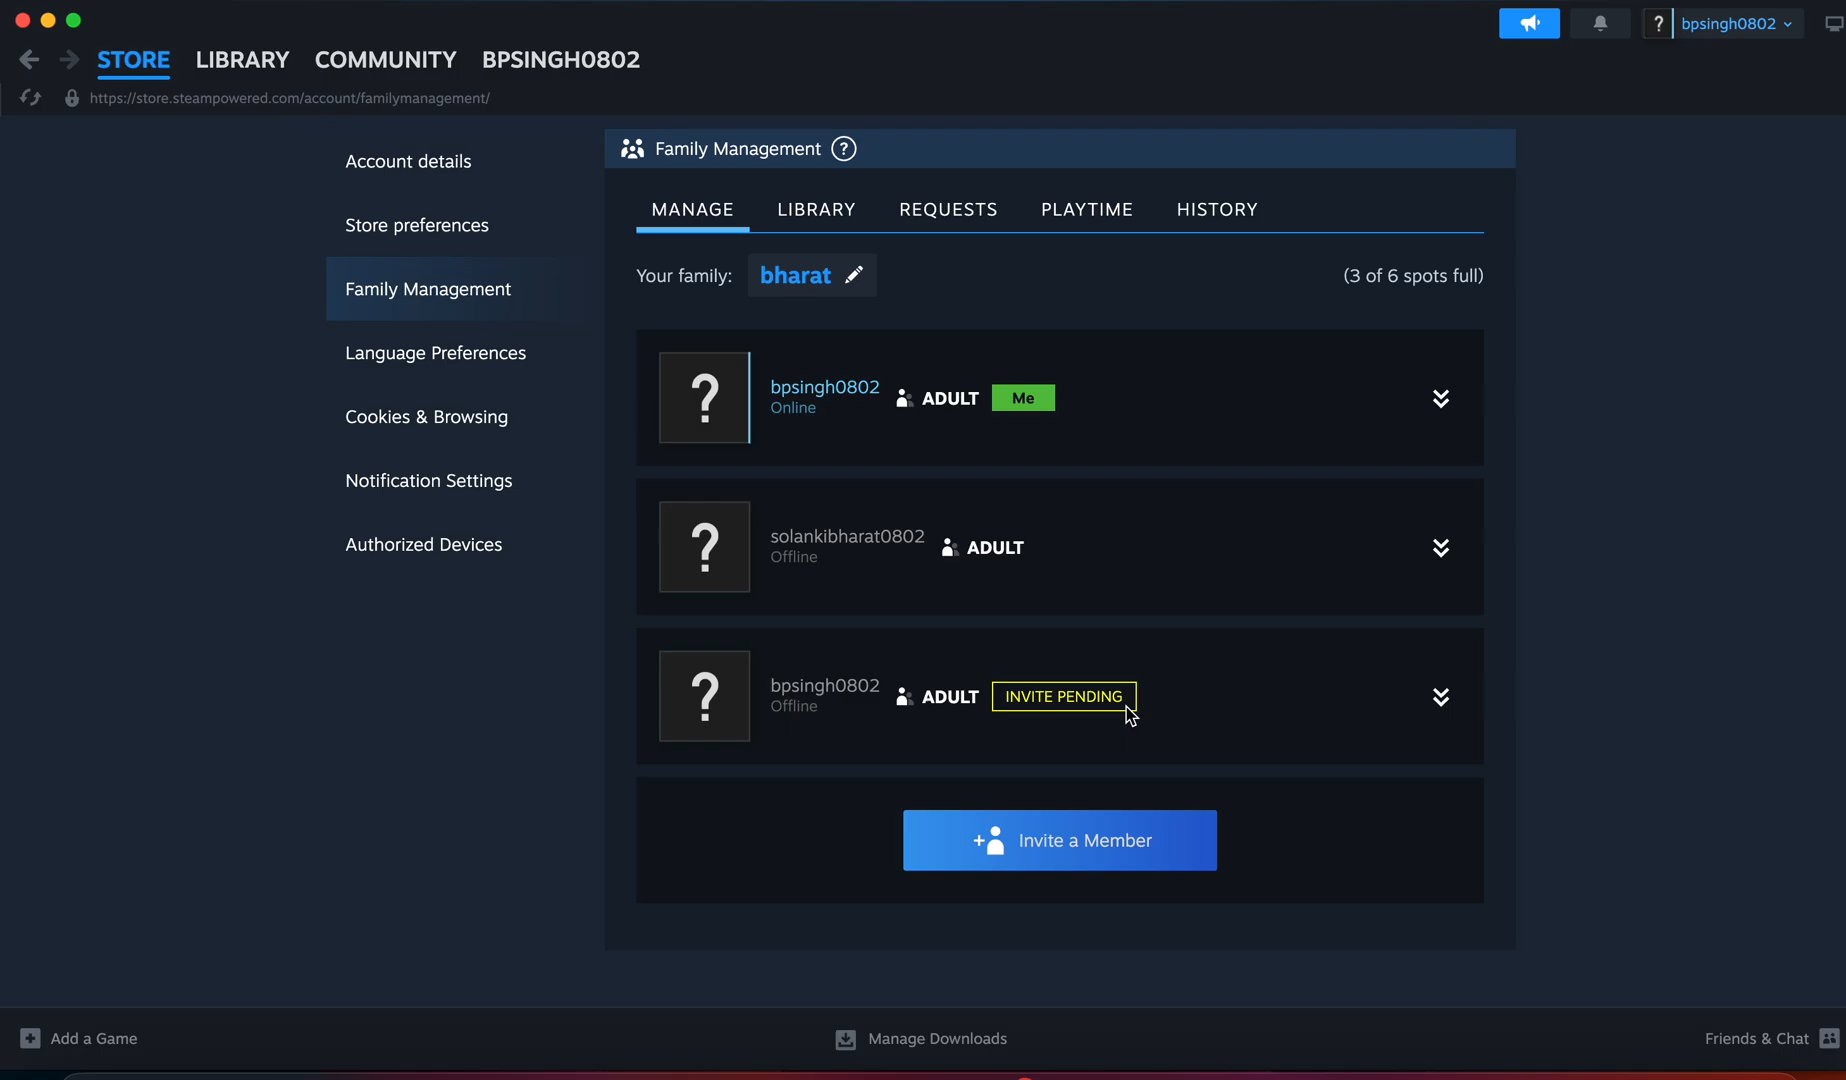 bpsingh0802
STORE LIBRARY COMMUNITY BPSINGH0802
https://store.steampowered.com/account/familymanagement/
Account details
Store preferences
Family Management
Language Preferences
Cookies & Browsing
Notification Settings
Authorized Devices
Family Management ?
MANAGE LIBRARY REQUESTS PLAYTIME HISTORY
Your family: bharat (3 of 6 spots full)
bpsingh0802 ADULT Me
Online
solankibharat0802 ADULT
Offline
bpsingh0802 ADULT INVITE PENDING
Offline
Invite a Member
Add a Game Manage Downloads Friends & Chat